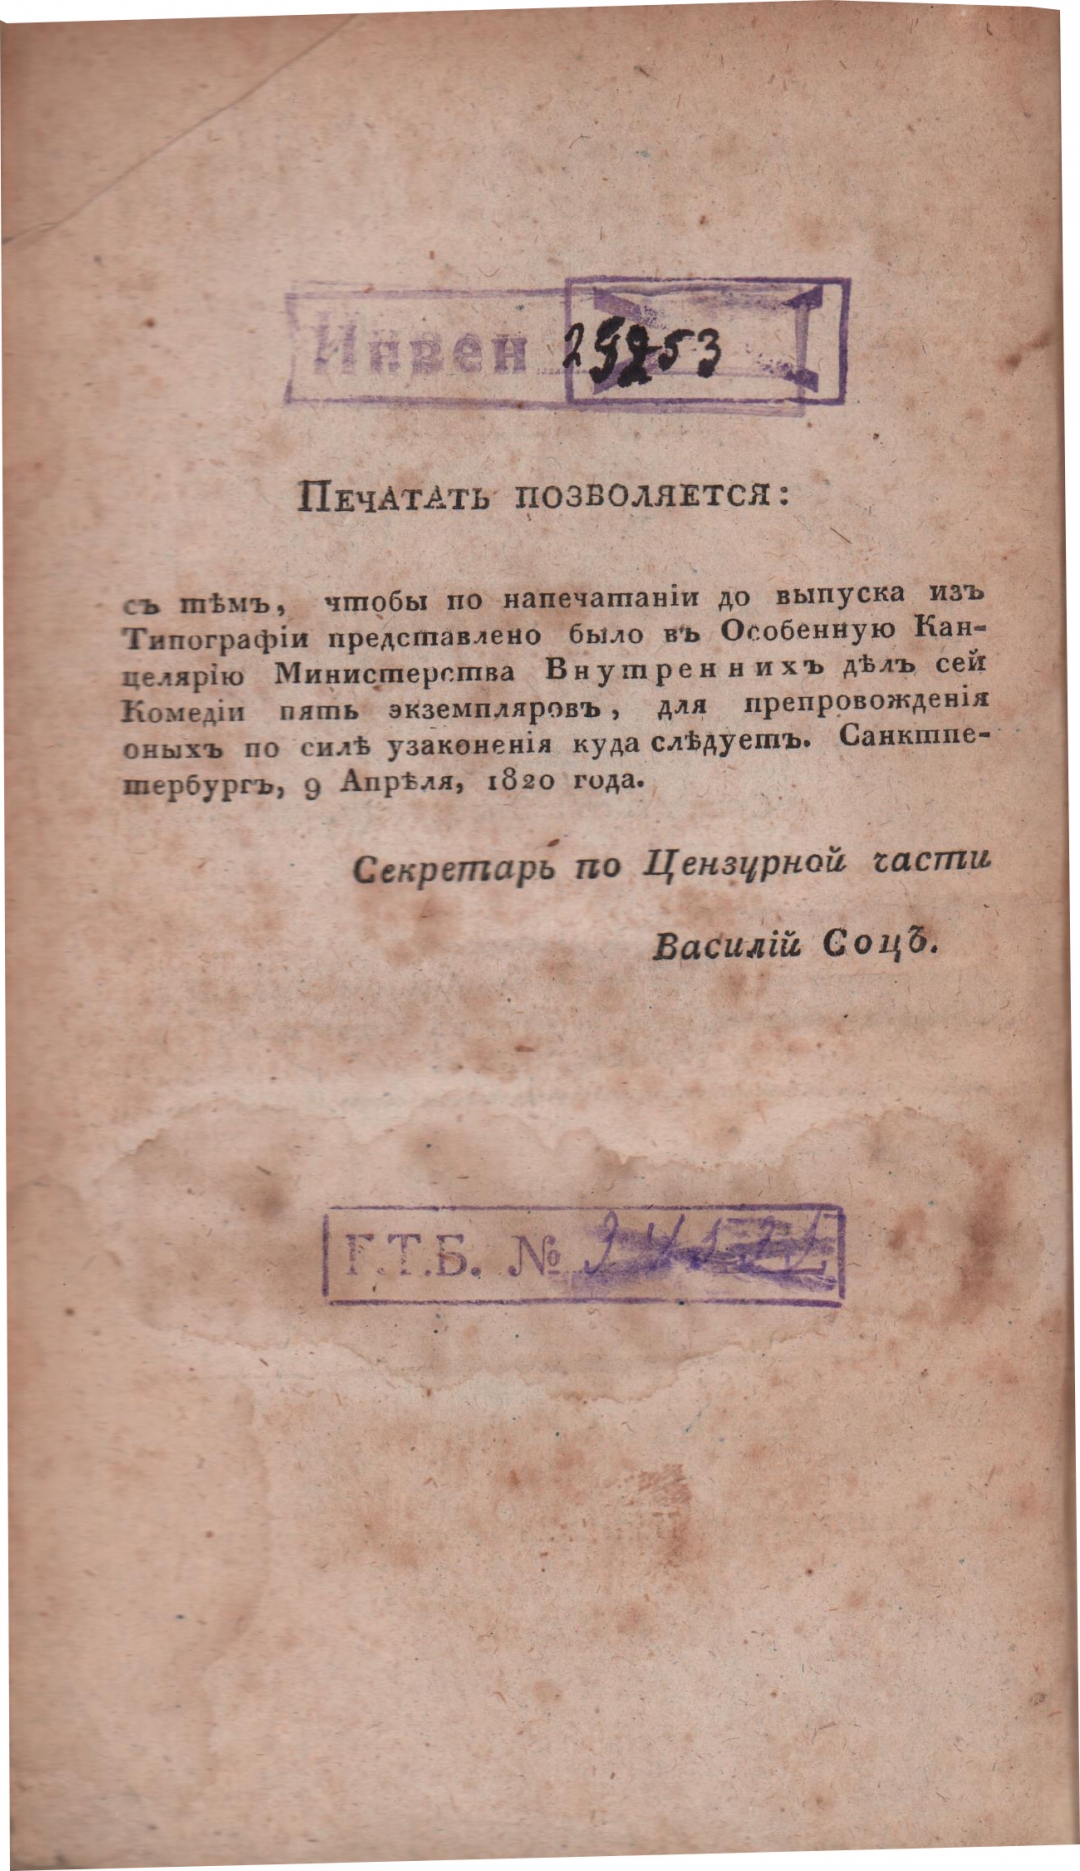 Инвен
ПЕЧАТАТЬ ПОЗВОЛЯЕТСЯ:
съ тѣмъ, чтобы по напечатаніи до выпуска изъ
Типографіи представлено было въ Особенную Кан-
целярію Министерства Внутреннихъ дѣлъ сей
Комедіи пять экземпляровъ, для препровожденія
оныхъ по силѣ узаконенія куда слѣдуетъ. Санктпе-
тербургъ, 9 Апрѣля, 1820 года.
Секретарь по Цензурной части
Василій Соцъ.
Г.Т.Б. №